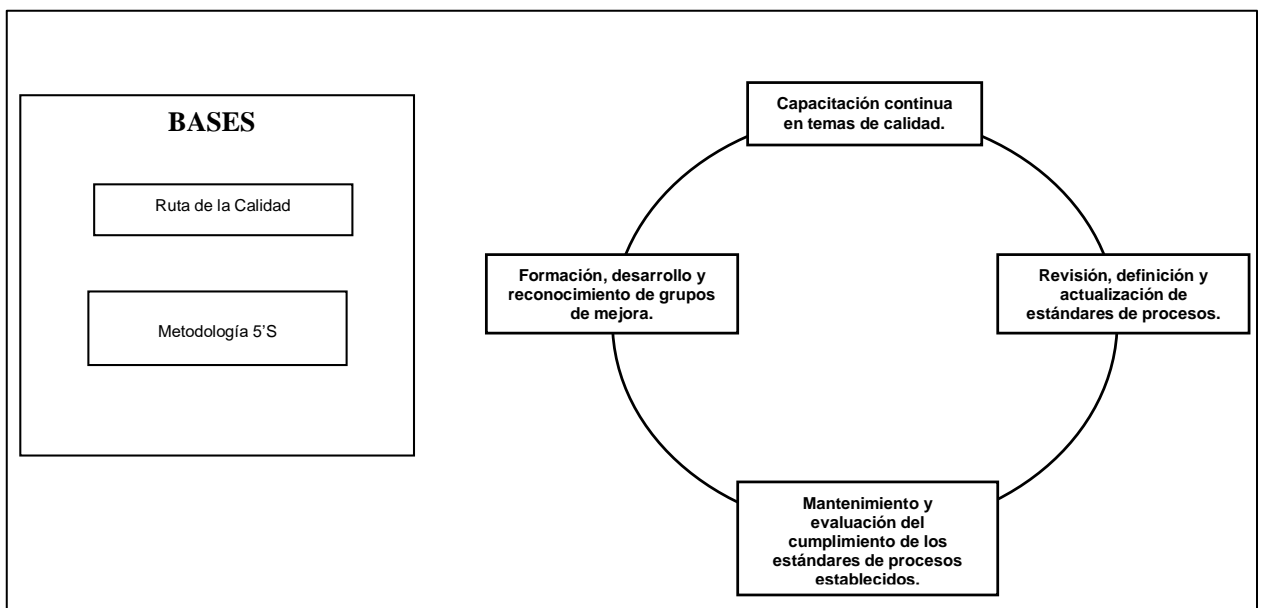 BASES
Ruta de la Calidad
Metodología 5’S
Capacitación continua
en temas de calidad.
Formación, desarrollo y
reconocimiento de grupos
de mejora.
Revisión, definición y
actualización de
estándares de procesos.
Mantenimiento y
evaluación del
cumplimiento de los
estándares de procesos
establecidos.